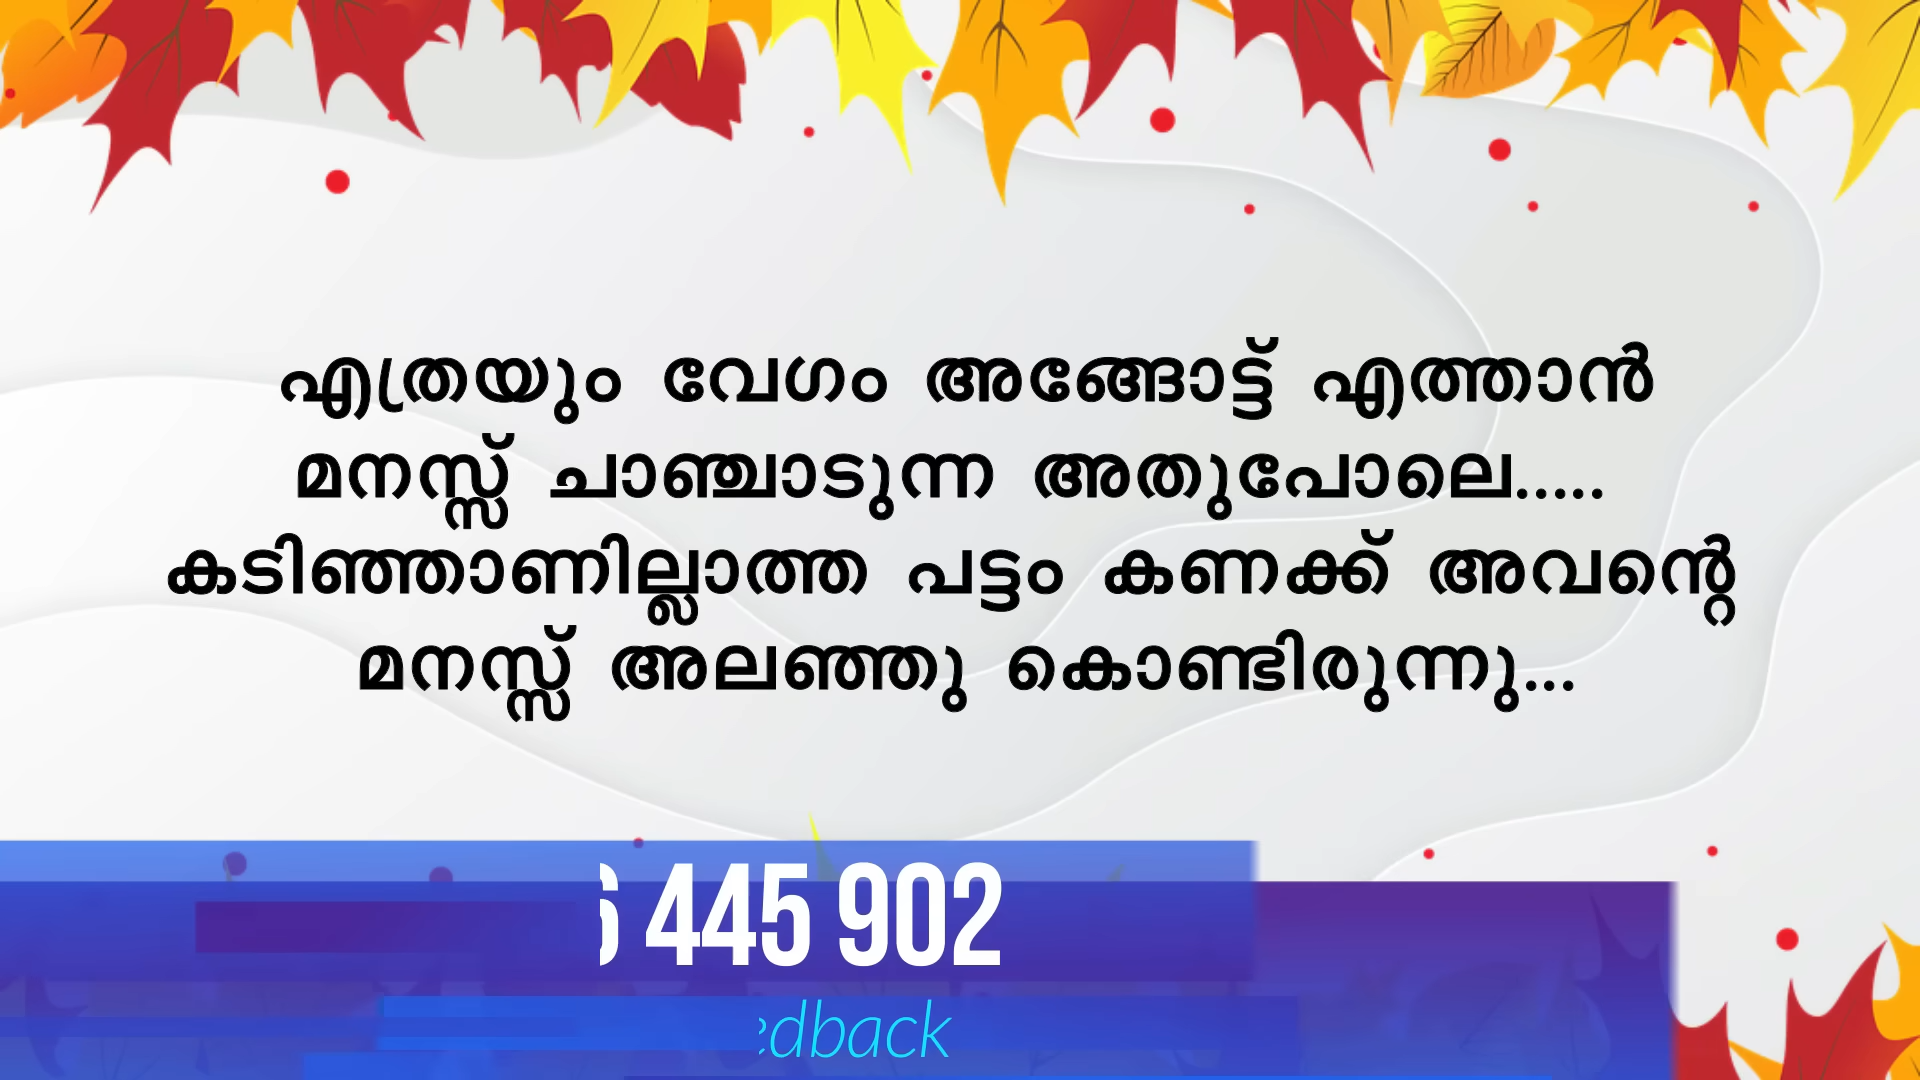 എത്രയും വേഗം അങ്ങോട്ട് എത്താൻ
മനസ്സ് ചാഞ്ചാടുന്ന അതുപോലെ.....
കടിഞ്ഞാണില്ലാത്ത പട്ടം കണക്ക് അവന്റെ
മനസ്സ് അലഞ്ഞു കൊണ്ടിരുന്നു...
445 902